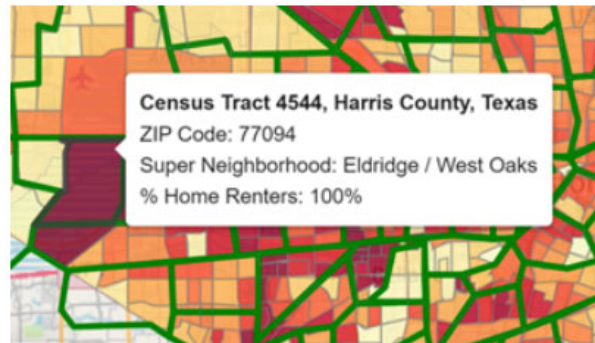 Census Tract 4544, Harris County, Texas
ZIP Code: 77094
Super Neighborhood: Eldridge / West Oaks
% Home Renters: 100%